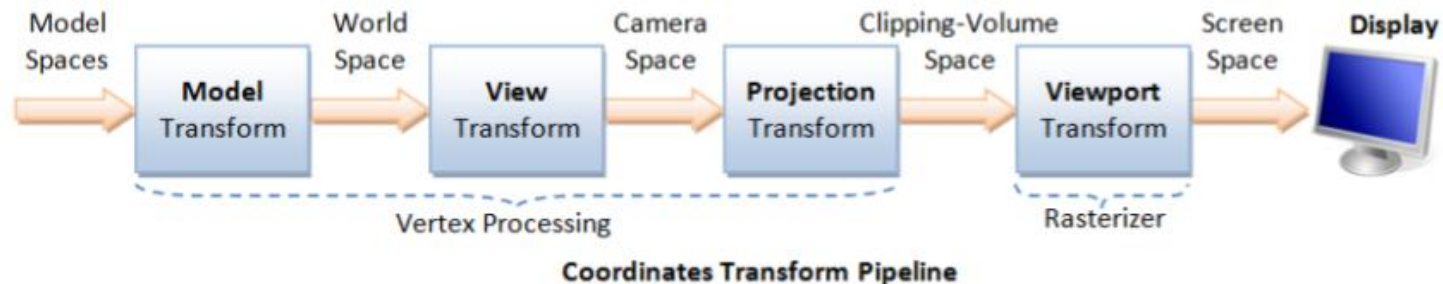 Model
Spaces
World
Space
Camera
Space
Clipping-Volume
Space
Screen
Space
Display
Model
Transform
View
Transform
Projection
Transform
Viewport
Transform
Vertex Processing
Rasterizer
Coordinates Transform Pipeline